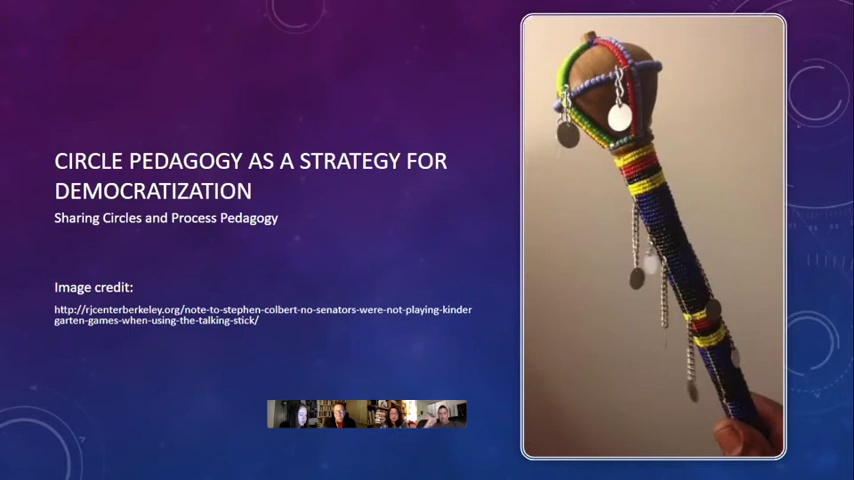 CIRCLE PEDAGOGY AS A STRATEGY FOR
DEMOCRATIZATION
Sharing Circles and Process Pedagogy
Image credit:
http://rjcenterberkeley.org/note-to-stephen-colbert-no-senators-were-not-playing-kinder
garten-games-when-using-the-talking-stick/